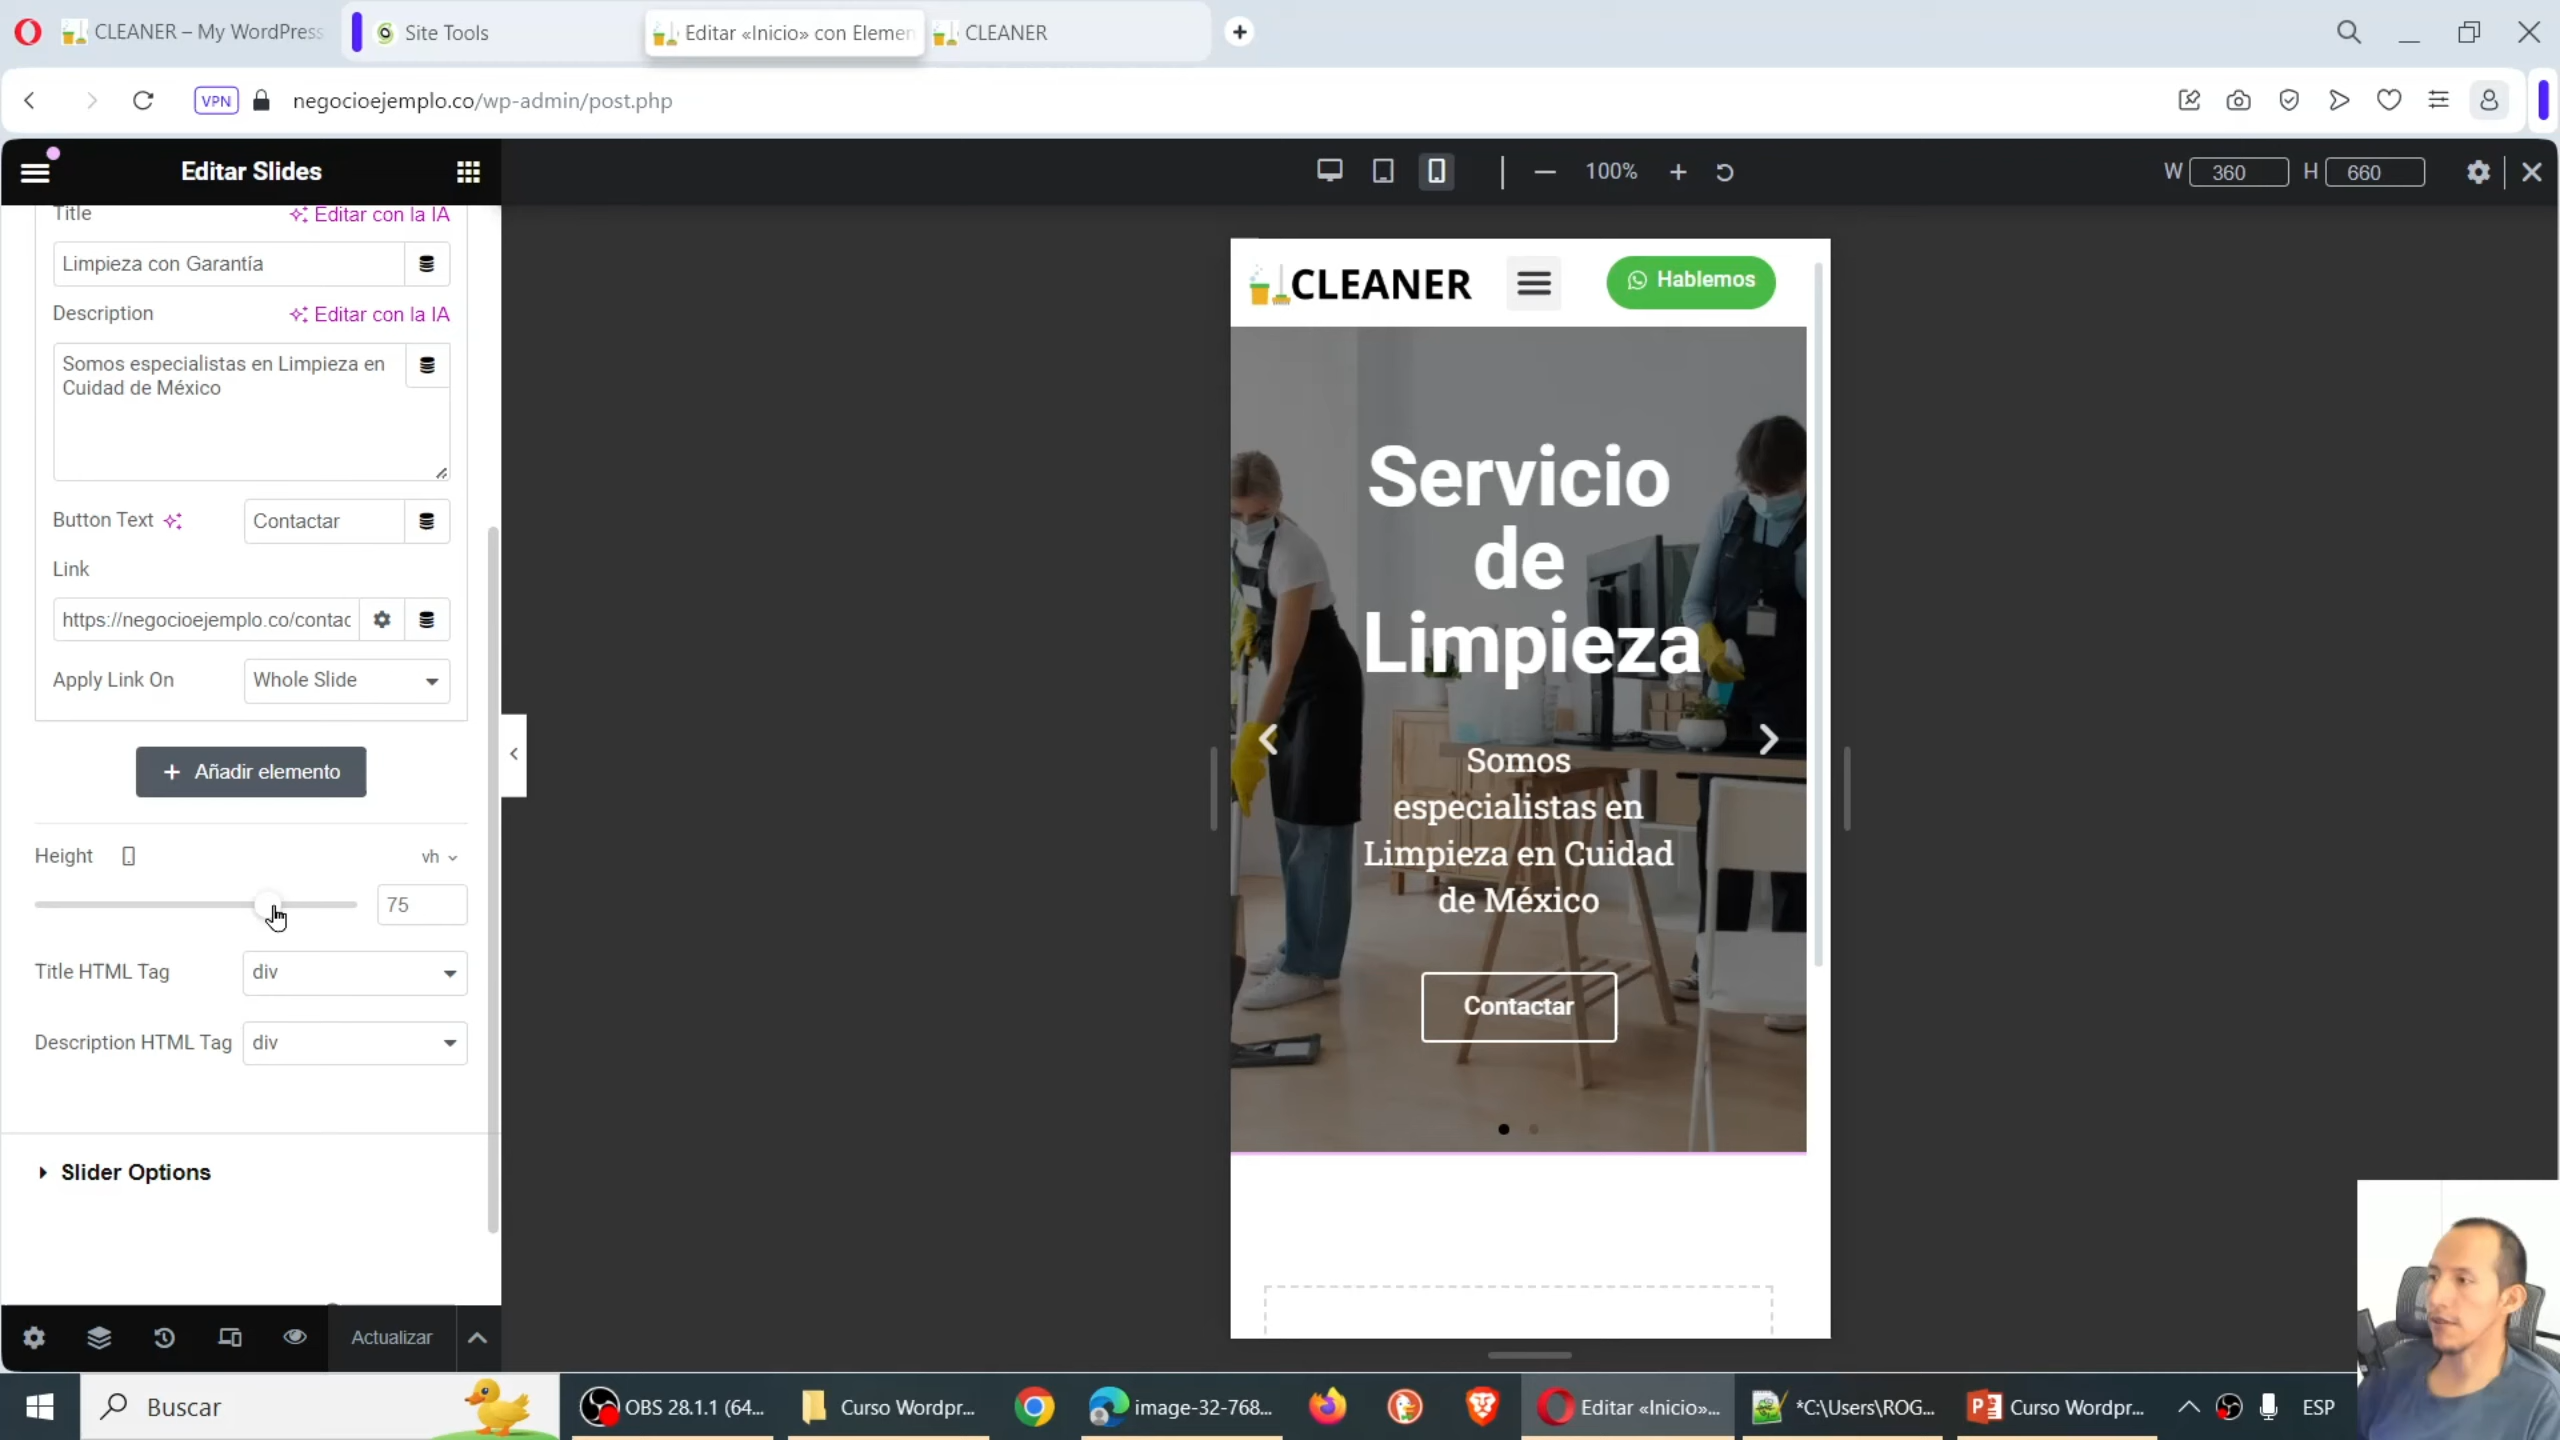 CLEANER – My WordPress
Site Tools
Editar «Inicio» con Elemen
CLEANER
VPN
negocioejemplo.co/wp-admin/post.php
Editar Slides
100%
W 360 H 660
Title
Editar con la IA
Limpieza con Garantía
Description
Editar con la IA
Somos especialistas en Limpieza en
Cuidad de México
Button Text
Contactar
Link
https://negocioejemplo.co/contac
Apply Link On
Whole Slide
+ Añadir elemento
Height
vh
75
Title HTML Tag
div
Description HTML Tag
div
Slider Options
Actualizar
CLEANER
Hablemos
Servicio
de
Limpieza
Somos
especialistas en
Limpieza en Cuidad
de México
Contactar
Buscar
OBS 28.1.1 (64...
Curso Wordpr...
image-32-768...
Editar «Inicio»...
*C:\Users\ROG...
Curso Wordpr...
ESP